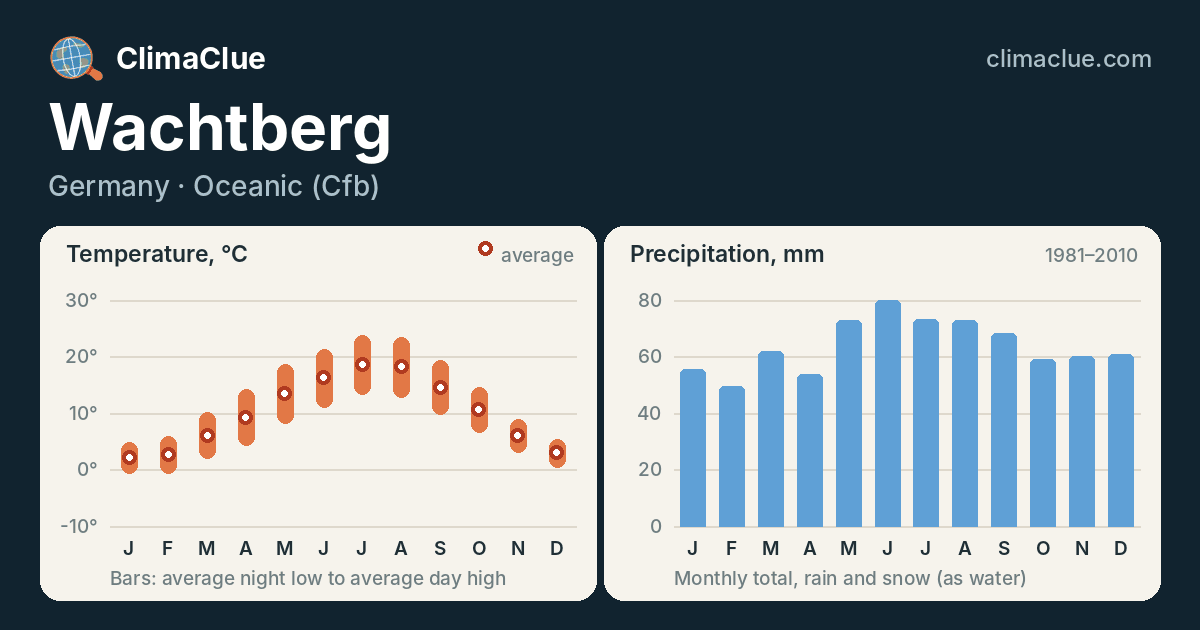 ClimaClue
climaclue.com
Wachtberg
Germany · Oceanic (Cfb)
Temperature, °C
average
30°
20°
10°
0°
-10°
J F M A M J J A S O N D
Bars: average night low to average day high
Precipitation, mm
1981–2010
80
60
40
20
0
J F M A M J J A S O N D
Monthly total, rain and snow (as water)